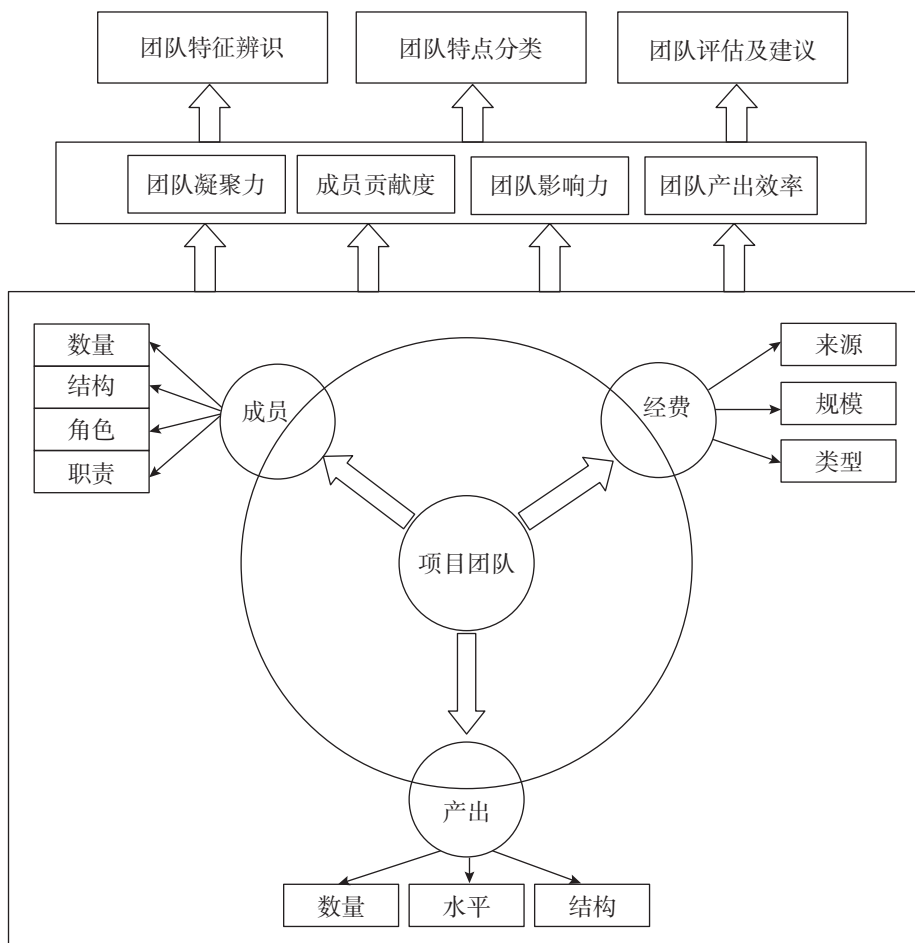 团队特征辨识
团队特点分类
团队评估及建议
团队凝聚力
成员贡献度
团队影响力
团队产出效率
数量
结构
角色
职责
成员
经费
来源
规模
类型
项目团队
产出
数量
水平
结构